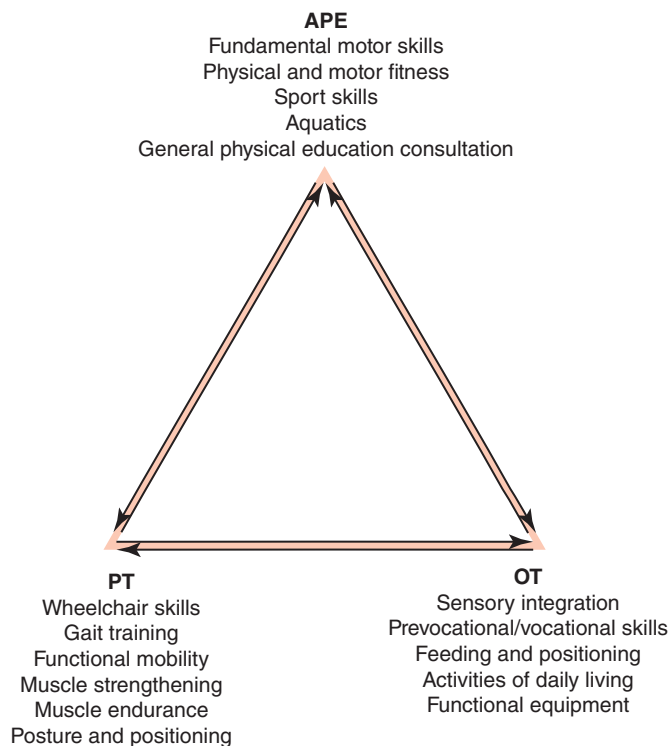 APE
Fundamental motor skills
Physical and motor fitness
Sport skills
Aquatics
General physical education consultation
PT
Wheelchair skills
Gait training
Functional mobility
Muscle strengthening
Muscle endurance
Posture and positioning
OT
Sensory integration
Prevocational/vocational skills
Feeding and positioning
Activities of daily living
Functional equipment